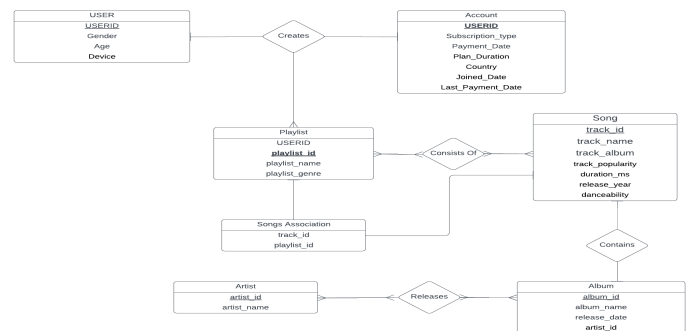 USER
USERID
Gender
Age
Device
Creates
Account
USERID
Subscription_type
Payment_Date
Plan_Duration
Country
Joined_Date
Last_Payment_Date
Playlist
USERID
playlist_id
playlist_name
playlist_genre
Consists Of
Song
track_id
track_name
track_album
track_popularity
duration_ms
release_year
danceability
Songs Association
track_id
playlist_id
Contains
Artist
artist_id
artist_name
Releases
Album
album_id
album_name
release_date
artist_id